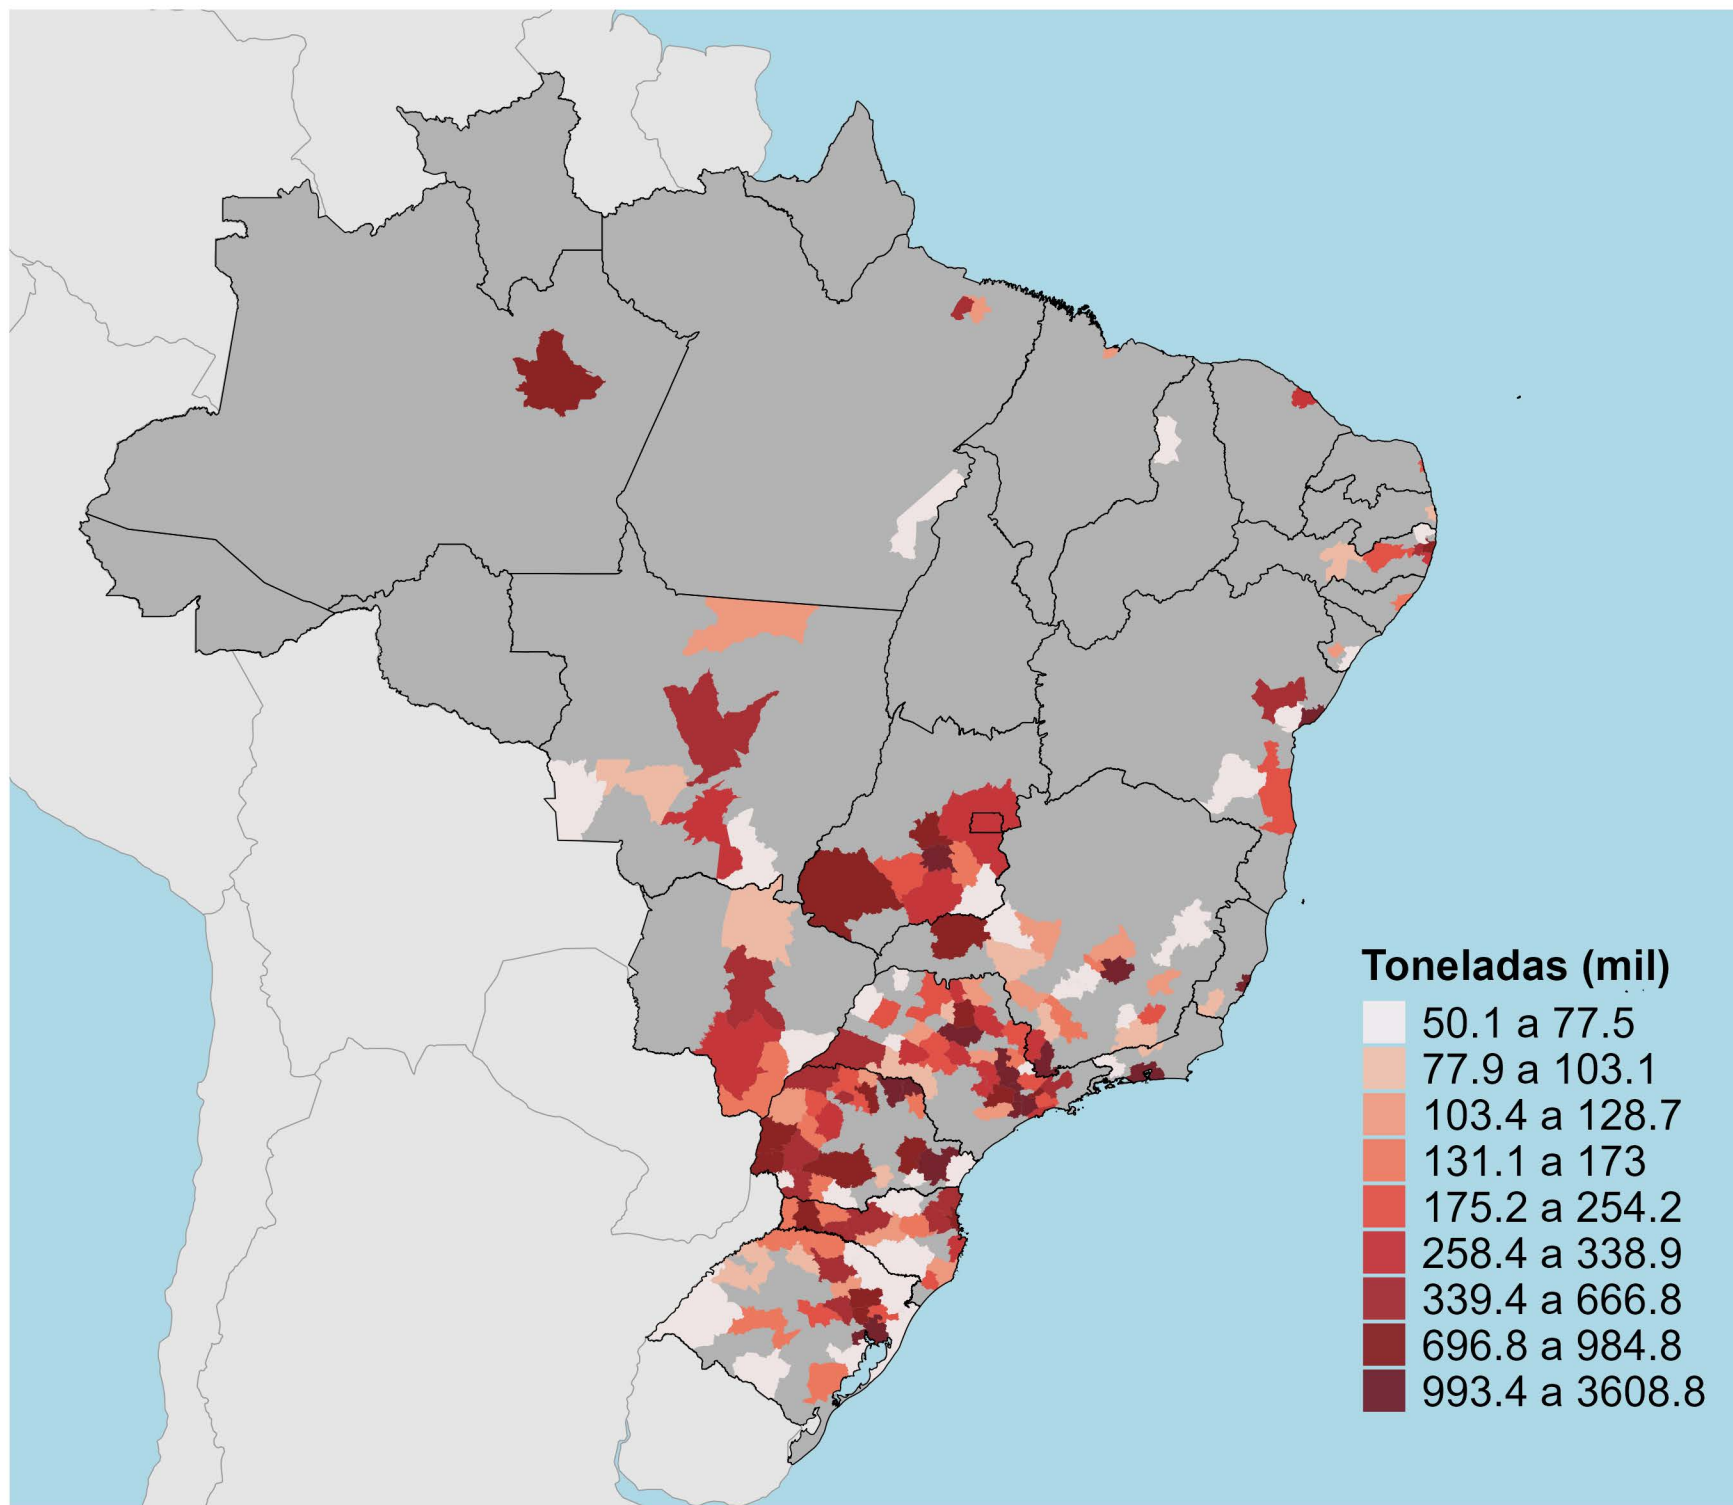 Toneladas (mil)
50.1 a 77.5
77.9 a 103.1
103.4 a 128.7
131.1 a 173
175.2 a 254.2
258.4 a 338.9
339.4 a 666.8
696.8 a 984.8
993.4 a 3608.8